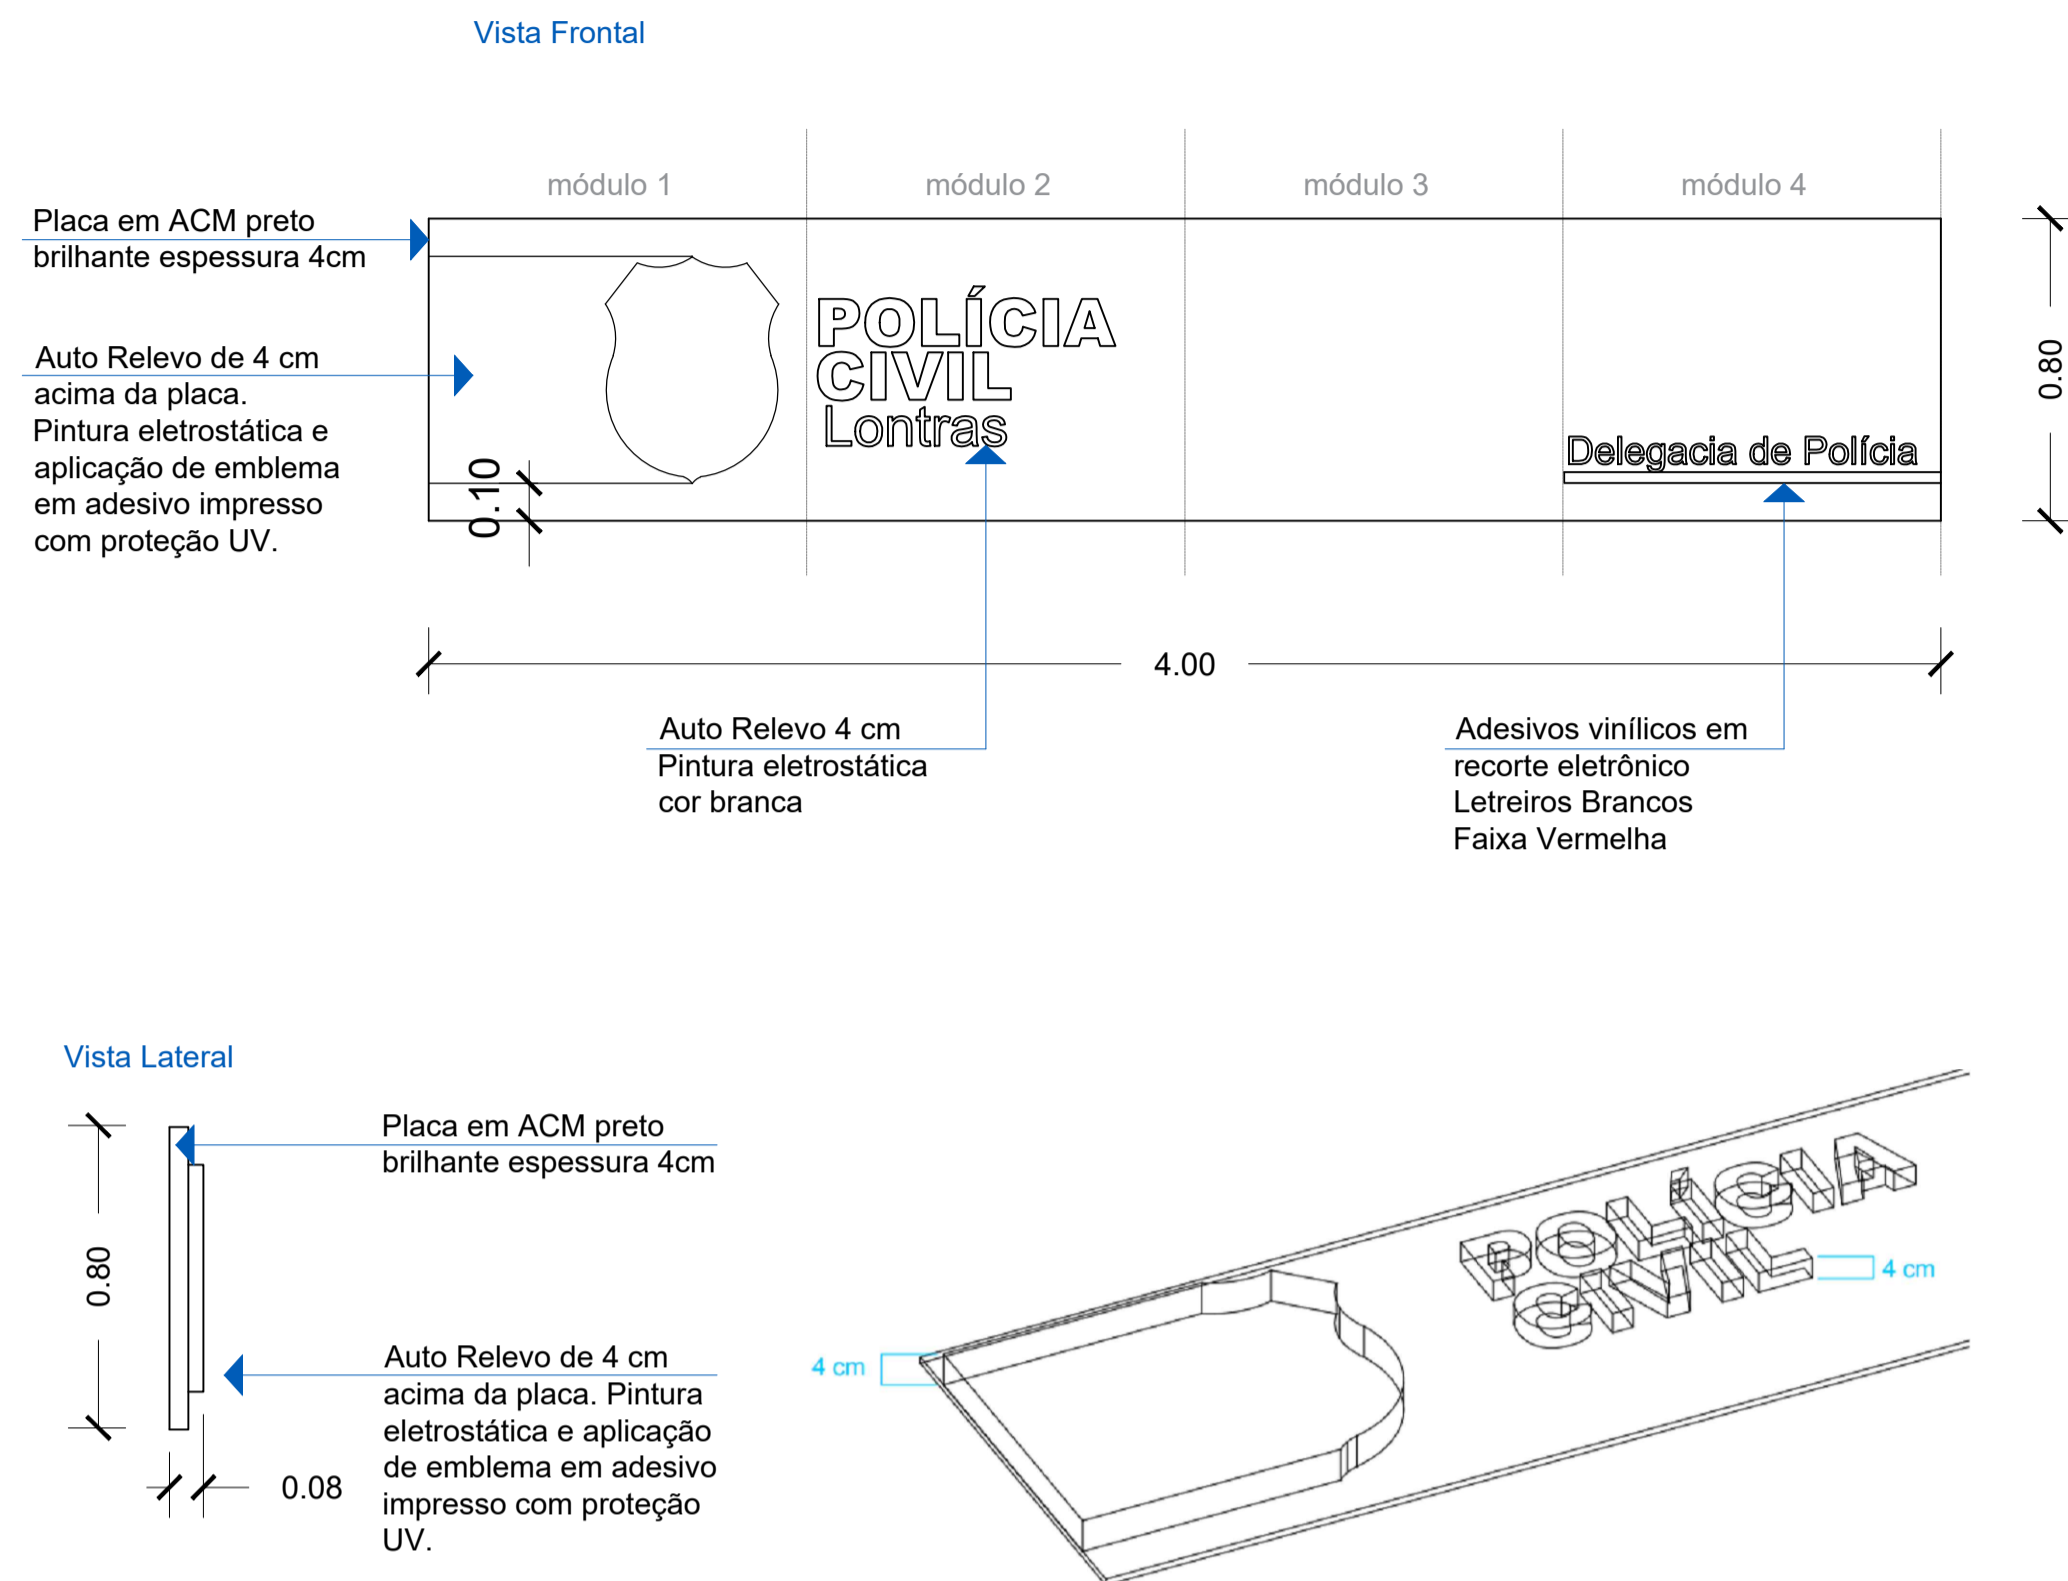 Vista Frontal
módulo 1
módulo 2
módulo 3
módulo 4
Placa em ACM preto
brilhante espessura 4cm
Auto Relevo de 4 cm
acima da placa.
Pintura eletrostática e
aplicação de emblema
em adesivo impresso
com proteção UV.
0.10
POLÍCIA
CIVIL
Lontras
Delegacia de Polícia
0.80
4.00
Auto Relevo 4 cm
Pintura eletrostática
cor branca
Adesivos vinílicos em
recorte eletrônico
Letreiros Brancos
Faixa Vermelha
Vista Lateral
0.80
0.08
Placa em ACM preto
brilhante espessura 4cm
Auto Relevo de 4 cm
acima da placa. Pintura
eletrostática e aplicação
de emblema em adesivo
impresso com proteção
UV.
4 cm
POLÍCIA
CIVIL
4 cm